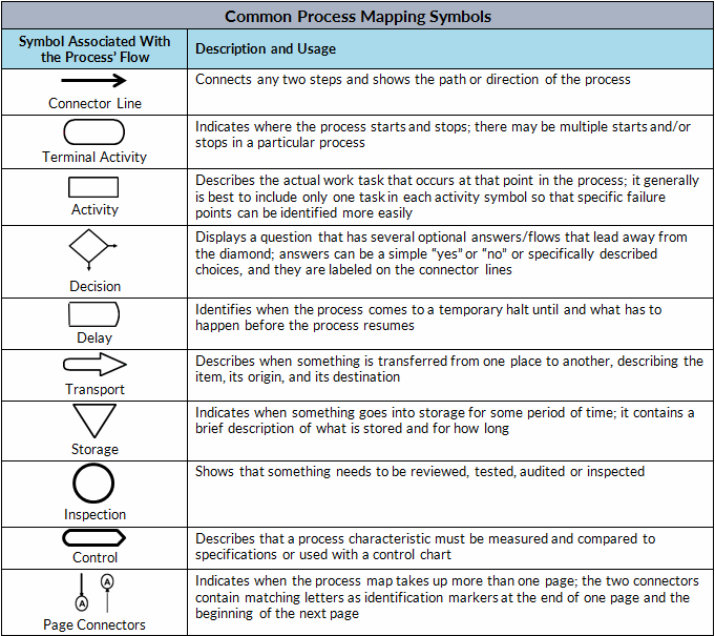 Common Process Mapping Symbols
Symbol Associated With
the Process' Flow
Description and Usage
Connector Line
Connects any two steps and shows the path or direction of the process
Terminal Activity
Indicates where the process starts and stops; there may be multiple starts and/or
stops in a particular process
Activity
Describes the actual work task that occurs at that point in the process; it generally
is best to include only one task in each activity symbol so that specific failure
points can be identified more easily
Decision
Displays a question that has several optional answers/flows that lead away from
the diamond; answers can be a simple "yes" or "no" or specifically described
choices, and they are labeled on the connector lines
Delay
Identifies when the process comes to a temporary halt until and what has to
happen before the process resumes
Transport
Describes when something is transferred from one place to another, describing the
item, its origin, and its destination
Storage
Indicates when something goes into storage for some period of time; it contains a
brief description of what is stored and for how long
Inspection
Shows that something needs to be reviewed, tested, audited or inspected
Control
Describes that a process characteristic must be measured and compared to
specifications or used with a control chart
A
A
Page Connectors
Indicates when the process map takes up more than one page; the two connectors
contain matching letters as identification markers at the end of one page and the
beginning of the next page